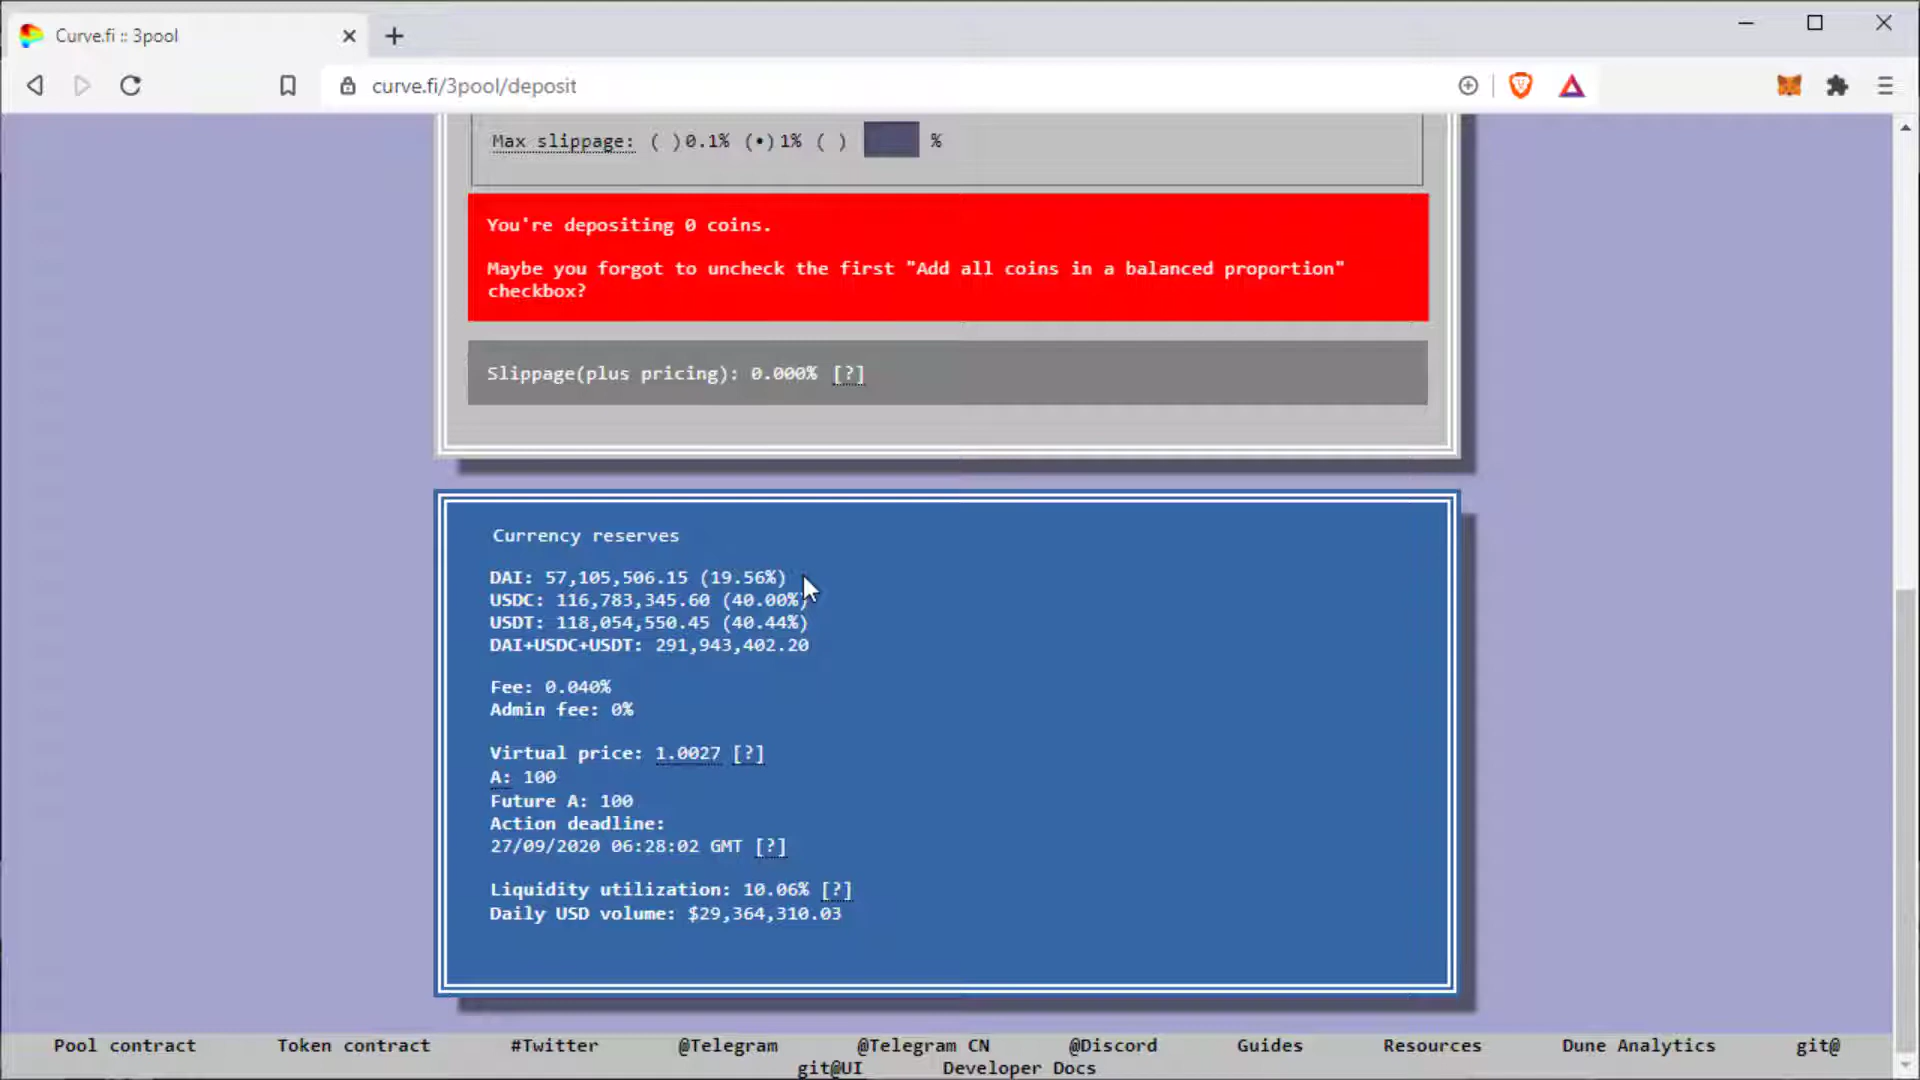 Curve.fi :: 3pool
curve.fi/3pool/deposit
Max slippage: ( )0.1% (•)1% ( ) %
You're depositing 0 coins.
Maybe you forgot to uncheck the first "Add all coins in a balanced proportion"
checkbox?
Slippage(plus pricing): 0.000% [?]
Currency reserves
DAI: 57,105,506.15 (19.56%)
USDC: 116,783,345.60 (40.00%)
USDT: 118,054,550.45 (40.44%)
DAI+USDC+USDT: 291,943,402.20
Fee: 0.040%
Admin fee: 0%
Virtual price: 1.0027 [?]
A: 100
Future A: 100
Action deadline:
27/09/2020 06:28:02 GMT [?]
Liquidity utilization: 10.06% [?]
Daily USD volume: $29,364,310.03
Pool contract Token contract #Twitter @Telegram @Telegram CN @Discord Guides Resources Dune Analytics git@
git@UI Developer Docs